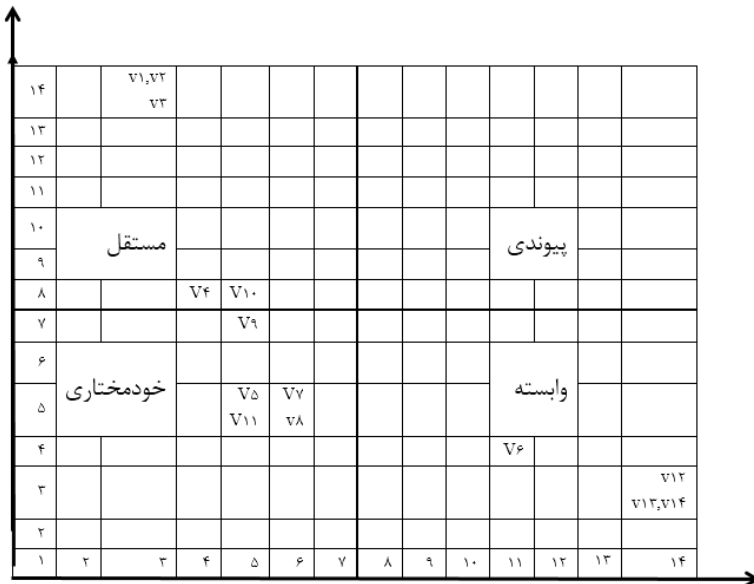 ۱۴ v۱,v۲
v۳
۱۳
۱۲
۱۱
۱۰
مستقل پیوندی
۹
۸ V۴ V۱۰
۷ V۹
۶
خودمختاری وابسته
۵ V۵ V۷
V۱۱ v۸
۴ V۶
۳ v۱۲
v۱۳,v۱۴
۲
۱ ۲ ۳ ۴ ۵ ۶ ۷ ۸ ۹ ۱۰ ۱۱ ۱۲ ۱۳ ۱۴